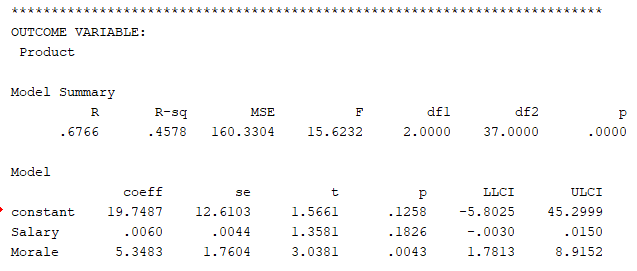 **************************************************************************
OUTCOME VARIABLE:
Product
Model Summary
R R-sq MSE F df1 df2 p
.6766 .4578 160.3304 15.6232 2.0000 37.0000 .0000
Model
coeff se t p LLCI ULCI
constant 19.7487 12.6103 1.5661 .1258 -5.8025 45.2999
Salary .0060 .0044 1.3581 .1826 -.0030 .0150
Morale 5.3483 1.7604 3.0381 .0043 1.7813 8.9152